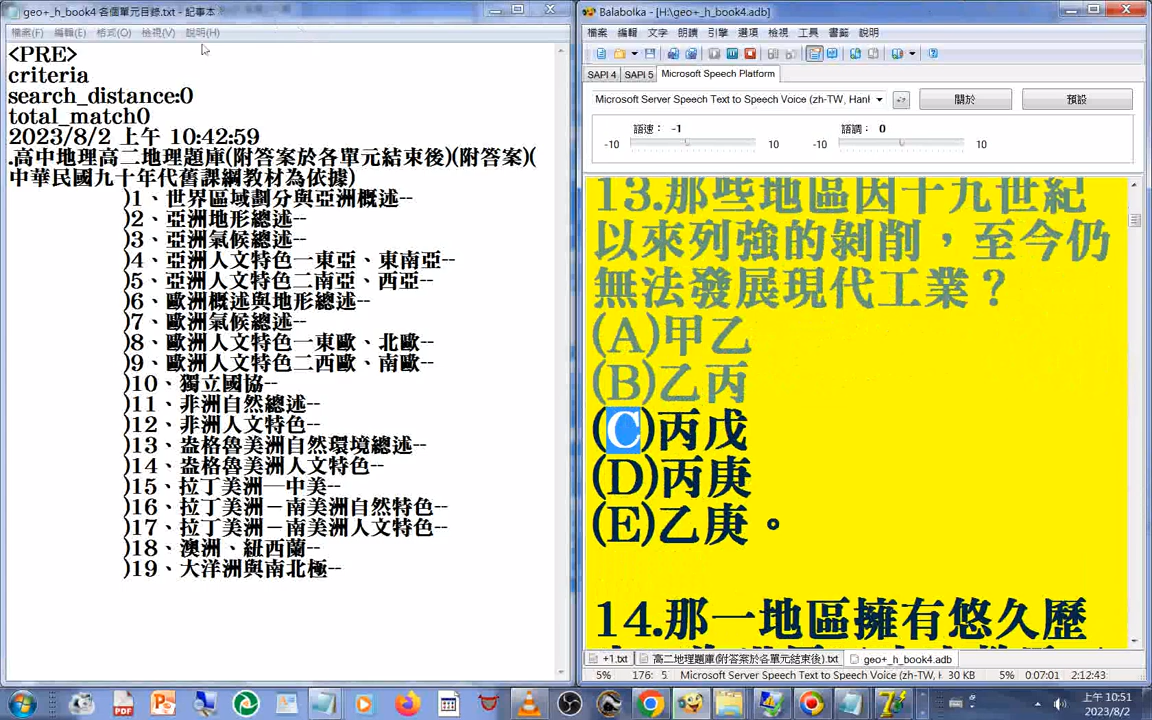 geo+_h_book4 各個單元目錄.txt - 記事本
檔案(F) 編輯(E) 格式(O) 檢視(V) 說明(H)
<PRE>
criteria
search_distance:0
total_match0
2023/8/2 上午 10:42:59
.高中地理高二地理題庫(附答案於各單元結束後)(附答案)(
中華民國九十年代舊課綱教材為依據)
)1、世界區域劃分與亞洲概述--
)2、亞洲地形總述--
)3、亞洲氣候總述--
)4、亞洲人文特色一東亞、東南亞--
)5、亞洲人文特色二南亞、西亞--
)6、歐洲概述與地形總述--
)7、歐洲氣候總述--
)8、歐洲人文特色一東歐、北歐--
)9、歐洲人文特色二西歐、南歐--
)10、獨立國協--
)11、非洲自然總述--
)12、非洲人文特色--
)13、盎格魯美洲自然環境總述--
)14、盎格魯美洲人文特色--
)15、拉丁美洲—中美--
)16、拉丁美洲－南美洲自然特色--
)17、拉丁美洲－南美洲人文特色--
)18、澳洲、紐西蘭--
)19、大洋洲與南北極--
Balabolka - [H:\geo+_h_book4.adb]
檔案 編輯 文字 朗讀 引擎 選項 檢視 工具 書籤 說明
SAPI 4 SAPI 5 Microsoft Speech Platform
Microsoft Server Speech Text to Speech Voice (zh-TW, Hanl 關於 預設
語速： -1 語調： 0
-10 10 -10 10
13.那些地區因十九世紀
以來列強的剝削，至今仍
無法發展現代工業？
(A)甲乙
(B)乙丙
(C)丙戊
(D)丙庚
(E)乙庚。
14.那一地區擁有悠久歷
+1.txt 高二地理題庫(附答案於各單元結束後).txt geo+_h_book4.adb
5% 176: 5 Microsoft Server Speech Text to Speech Voice (zh-TW, H 30 KB 5% 0:07:01 2:12:43
上午 10:51
2023/8/2